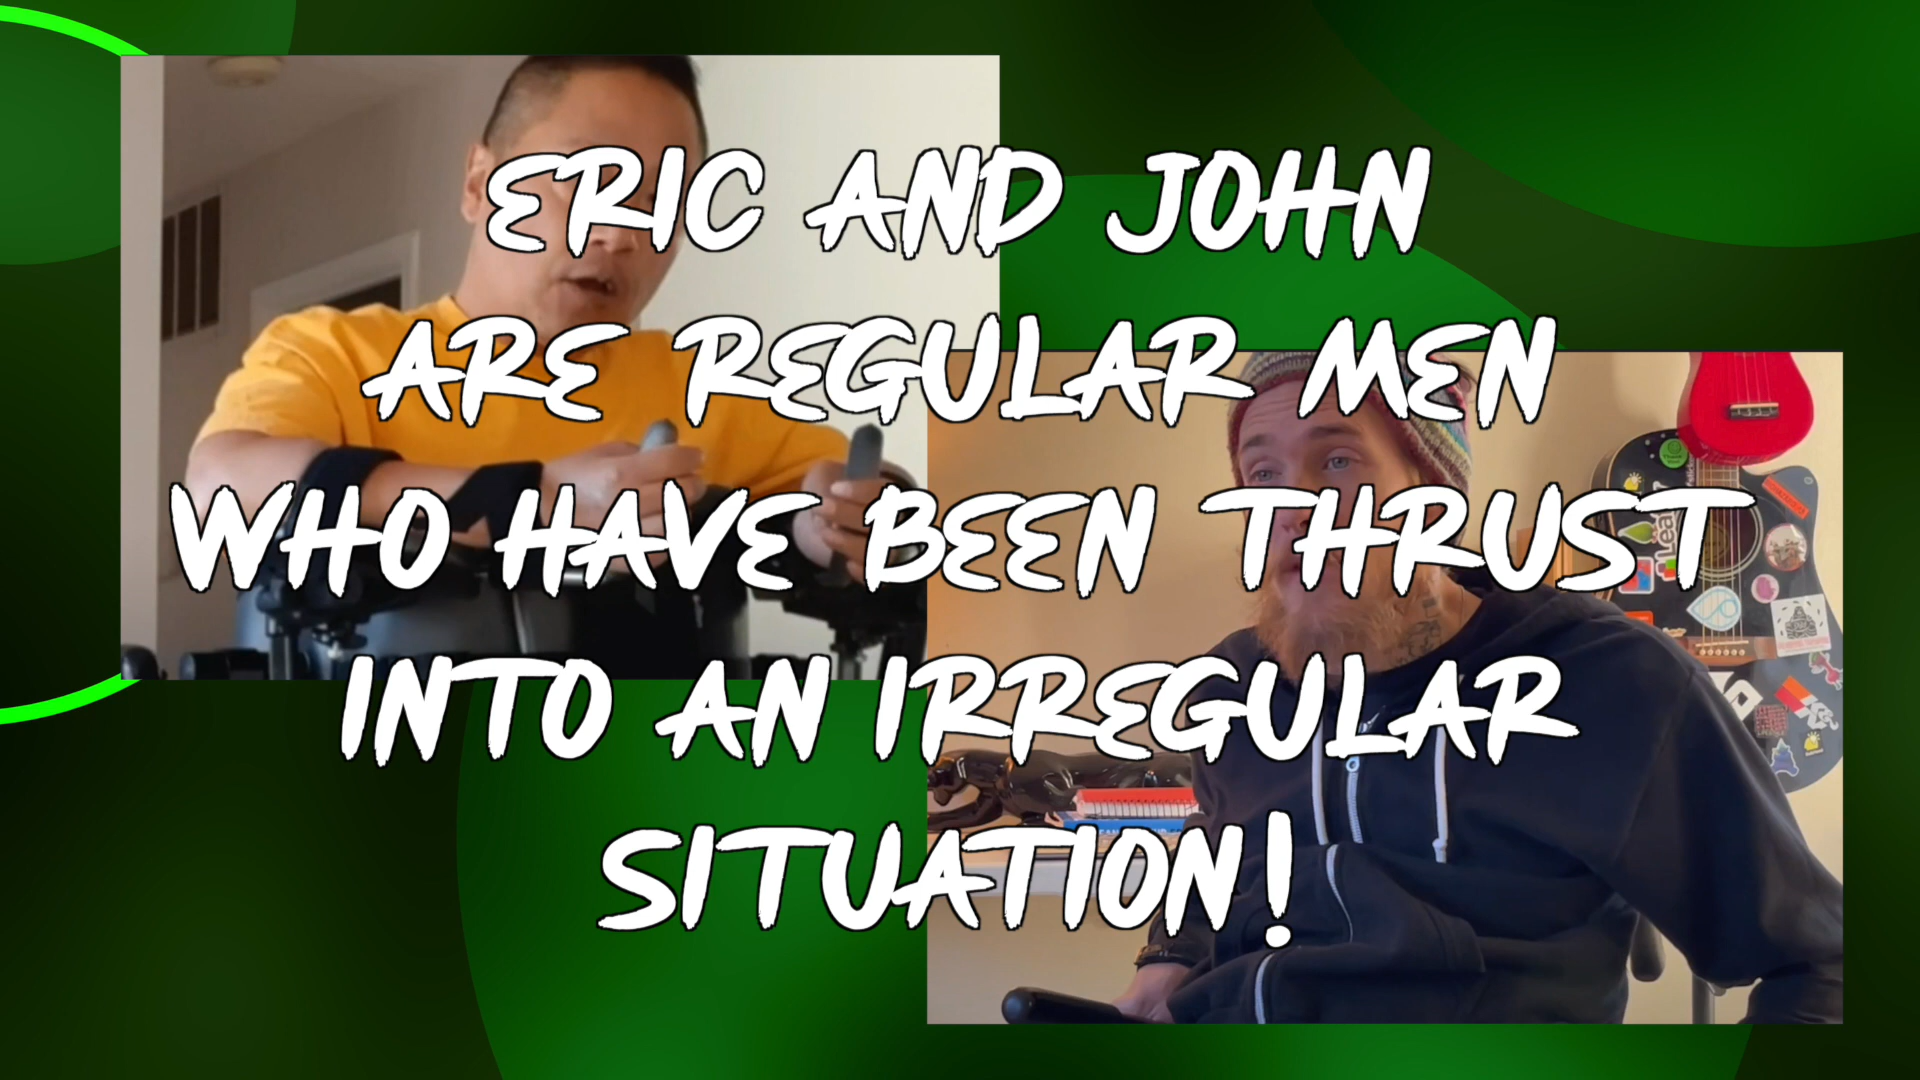 ERIC AND JOHN
ARE REGULAR MEN
WHO HAVE BEEN THRUST
INTO AN IRREGULAR
SITUATION!